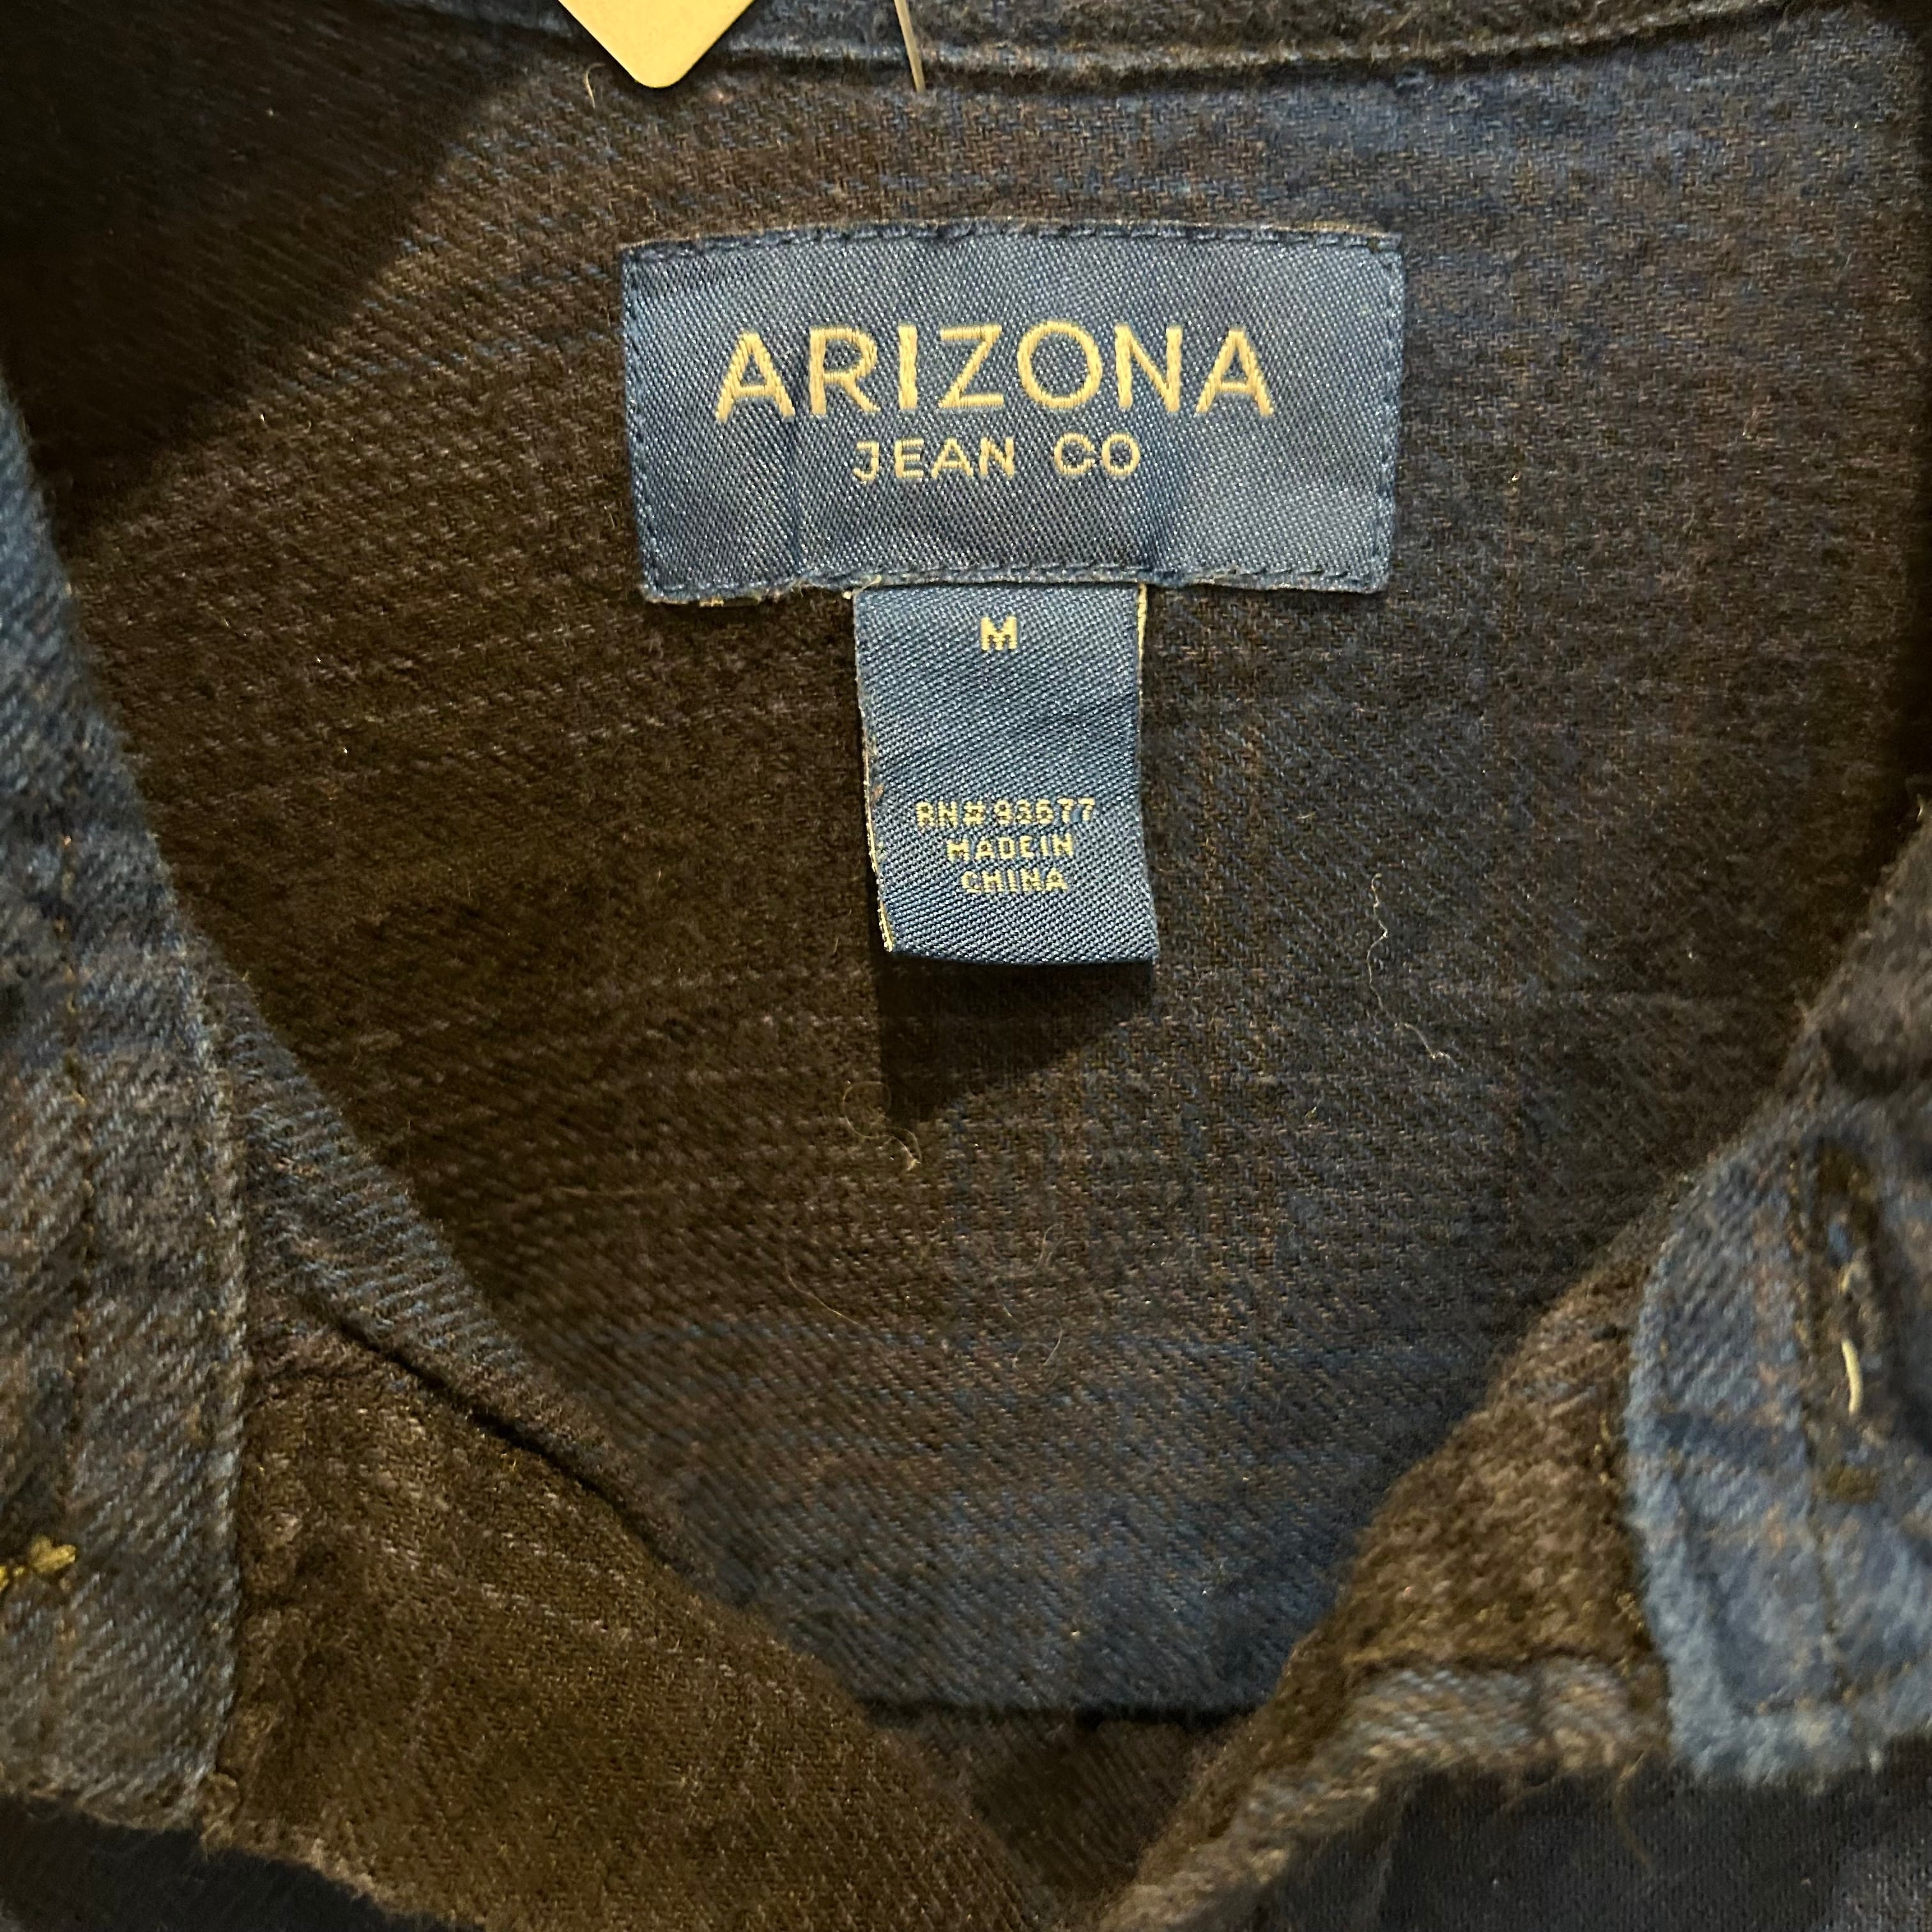 ARIZONA
JEAN CO
M
RN# 93677
MADE IN
CHINA